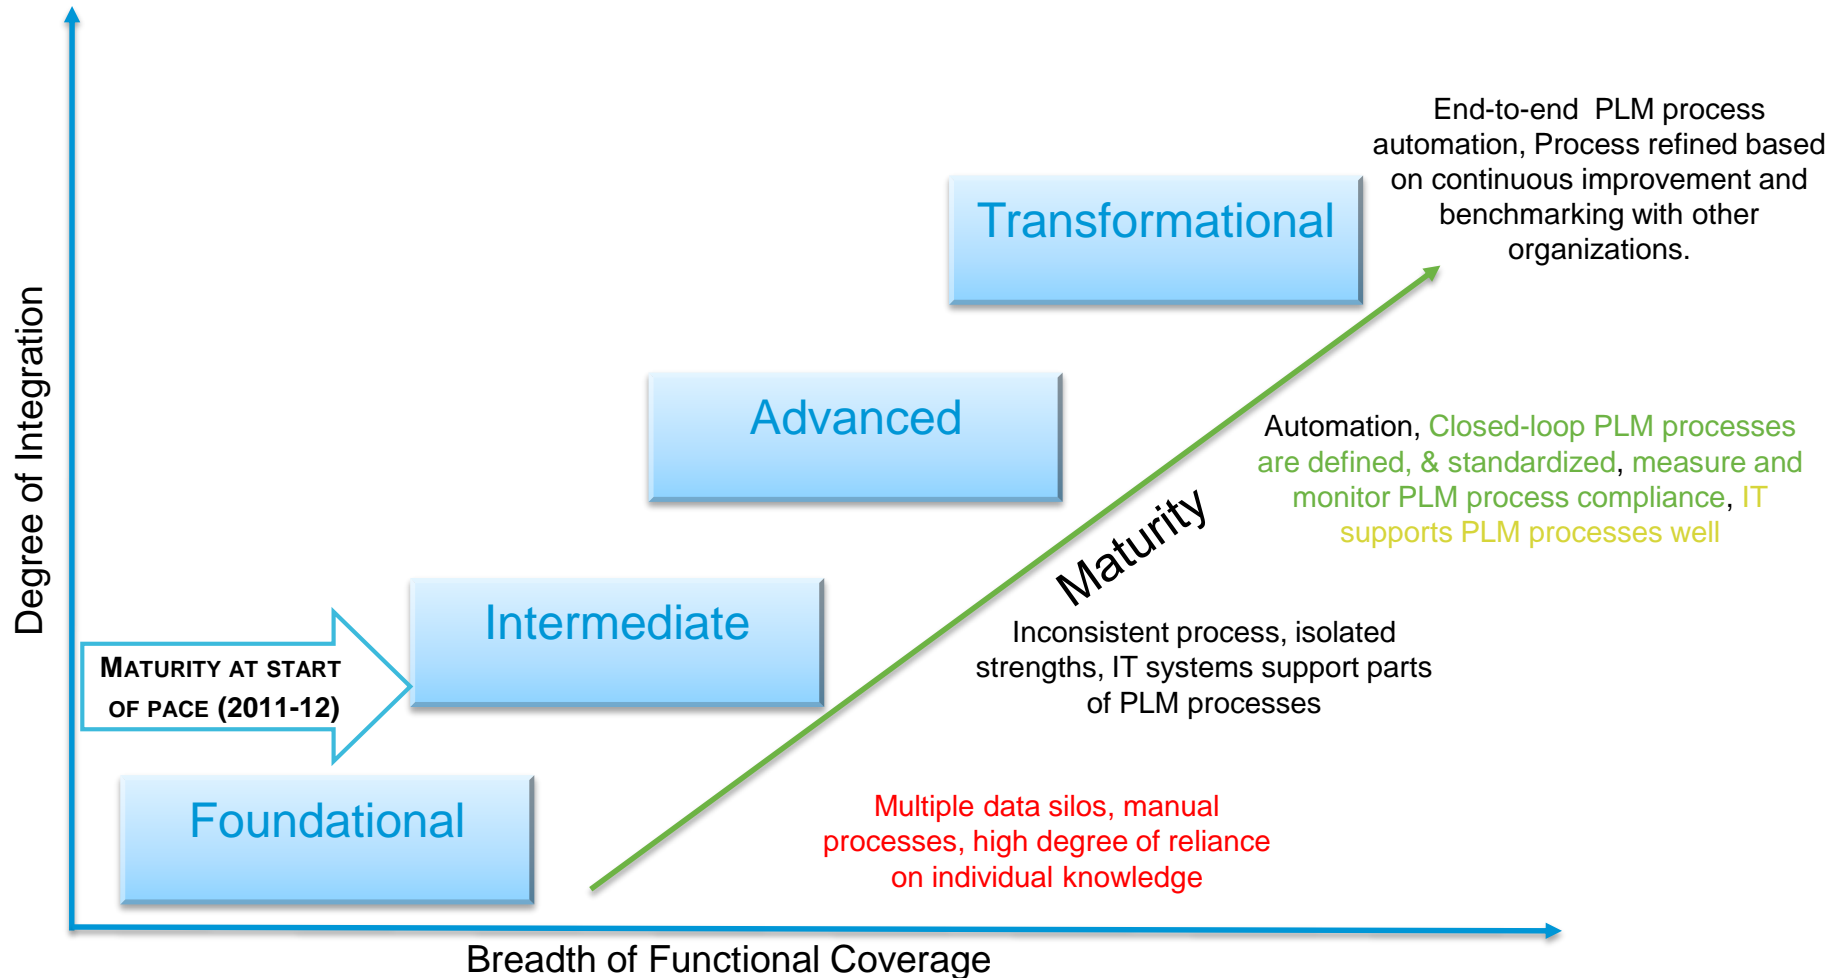 End-to-end  PLM process
automation, Process refined based
on continuous improvement and
benchmarking with other
organizations.
Transformational
Degree of Integration
Advanced
Automation, Closed-loop PLM processes
are defined, & standardized, measure and
monitor PLM process compliance, IT
supports PLM processes well
Maturity
Intermediate
Inconsistent process, isolated
strengths, IT systems support parts
of PLM processes
MATURITY AT START
OF PACE (2011-12)
Foundational
Multiple data silos, manual
processes, high degree of reliance
on individual knowledge
Breadth of Functional Coverage